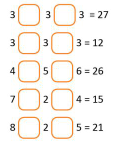 3 3 3 = 27
3 3 3 = 12
4 5 6 = 26
7 2 4 = 15
8 2 5 = 21